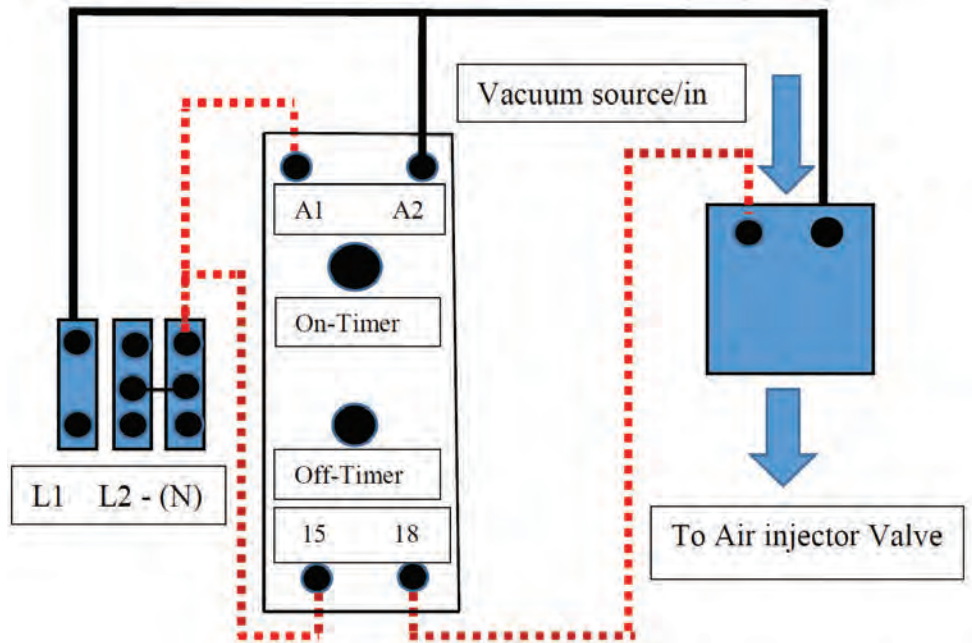 Vacuum source/in
A1 A2
On-Timer
Off-Timer
L1 L2 - (N)
15 18
To Air injector Valve